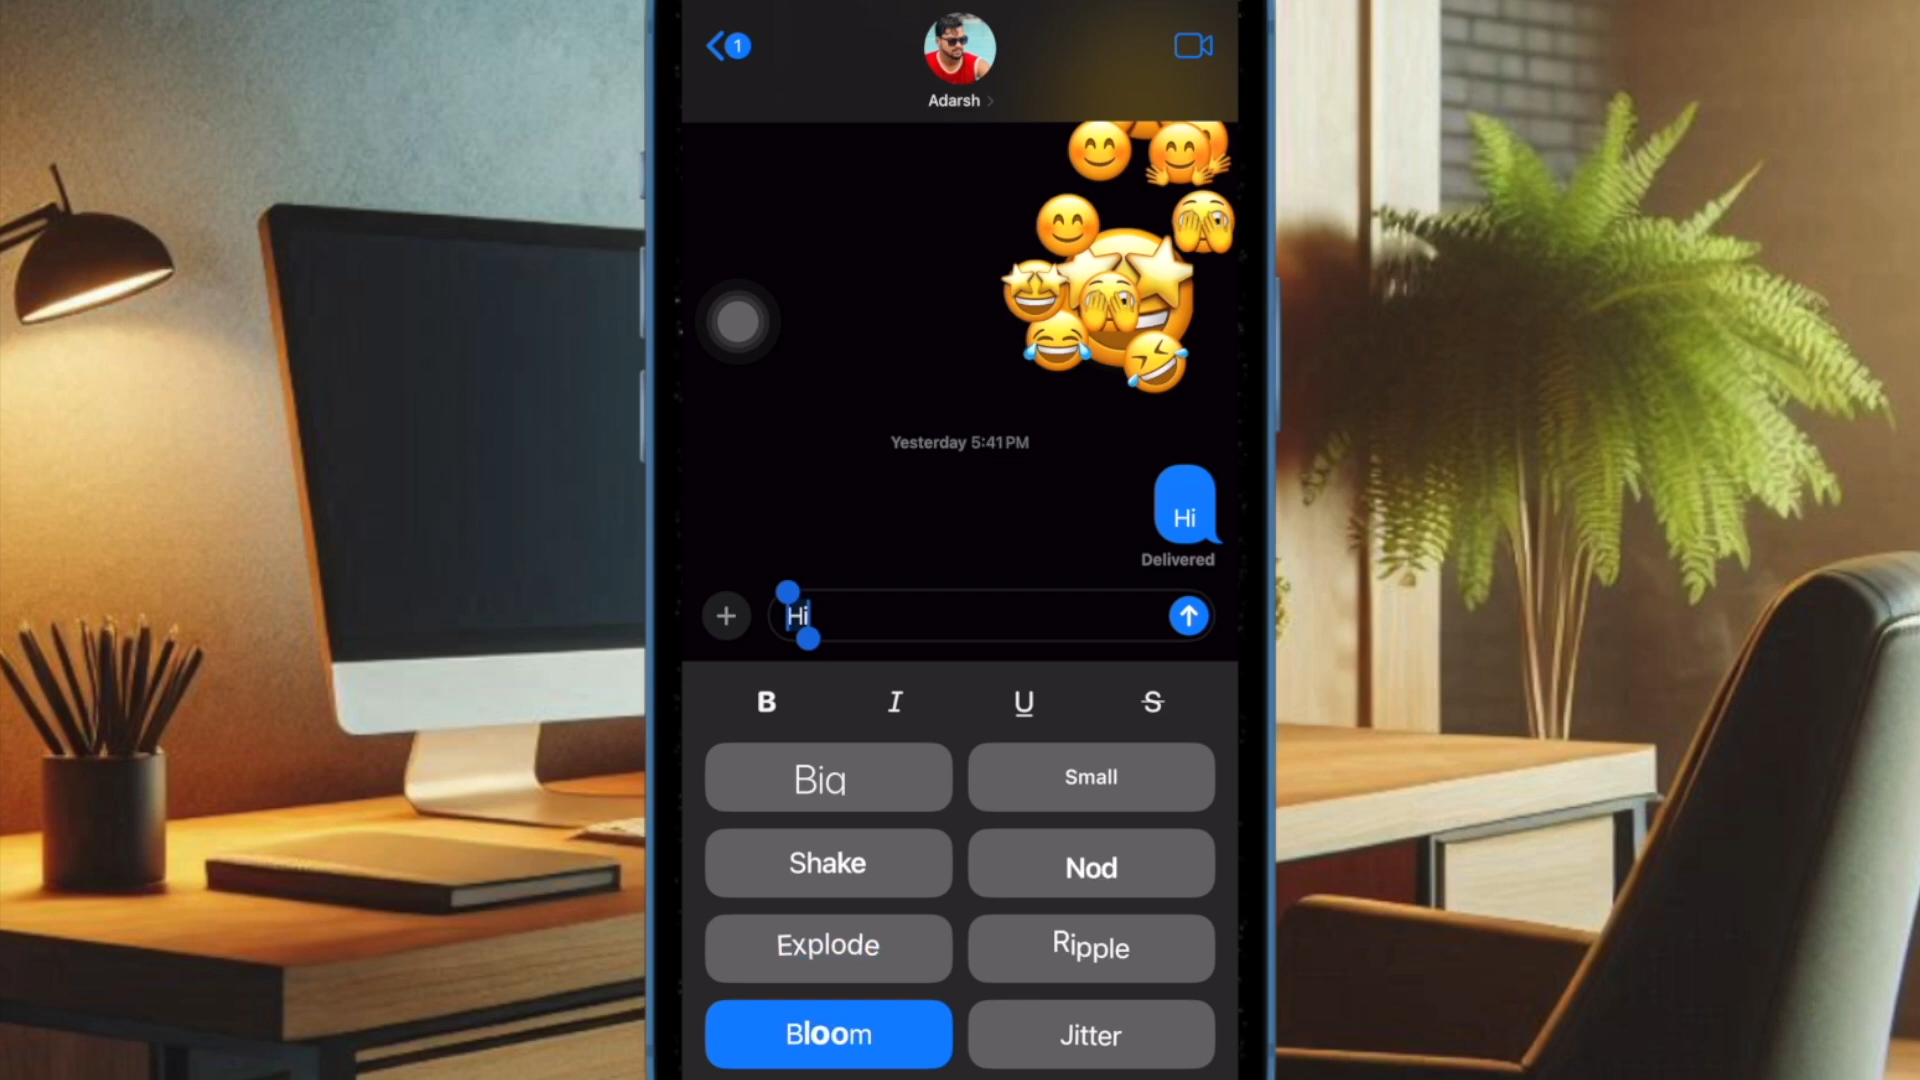 1
Adarsh
Yesterday 5:41 PM
Hi
Delivered
Hi
B I U S
Big Small
Shake Nod
Explode Ripple
Bloom Jitter